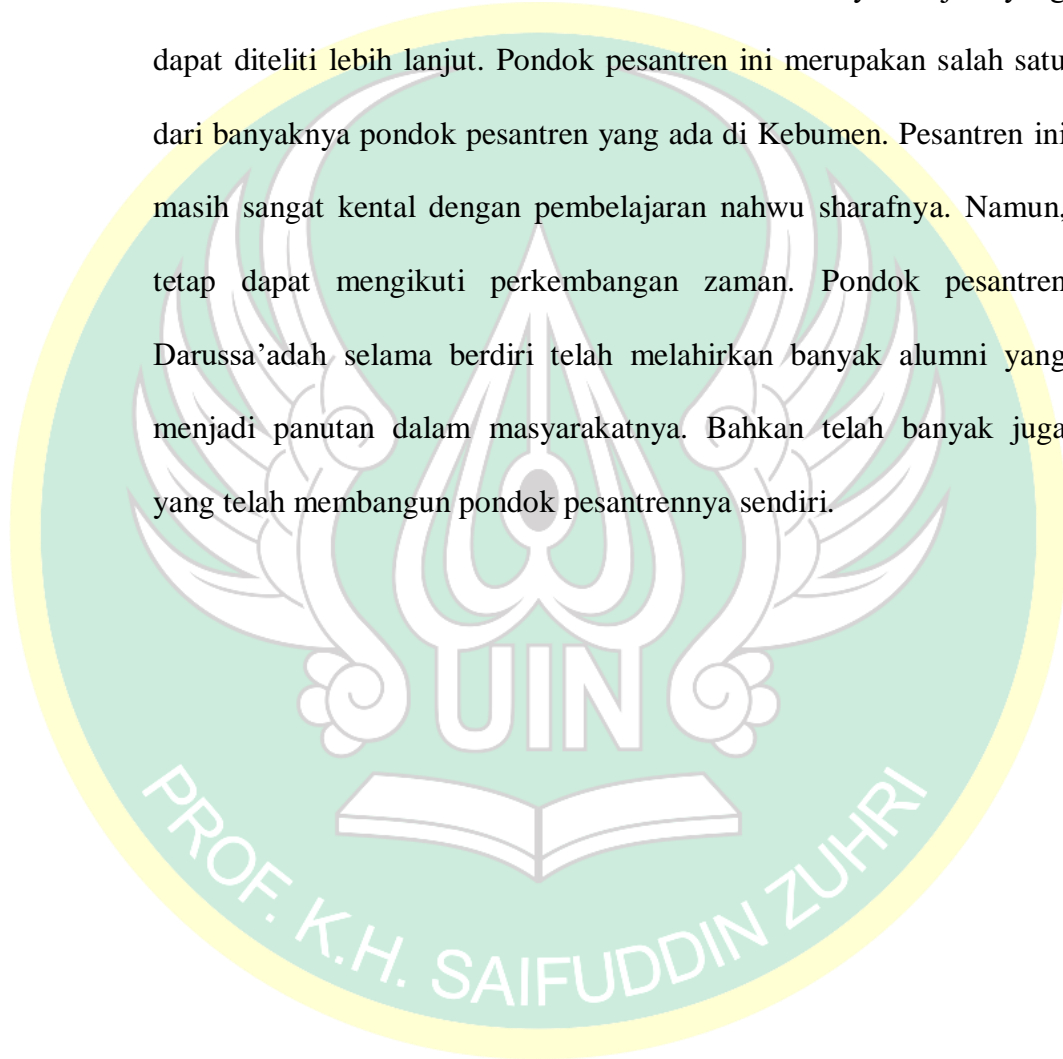 dapat diteliti lebih lanjut. Pondok pesantren ini merupakan salah satu
dari banyaknya pondok pesantren yang ada di Kebumen. Pesantren ini
masih sangat kental dengan pembelajaran nahwu sharafnya. Namun,
tetap dapat mengikuti perkembangan zaman. Pondok pesantren
Darussa’adah selama berdiri telah melahirkan banyak alumni yang
menjadi panutan dalam masyarakatnya. Bahkan telah banyak juga
yang telah membangun pondok pesantrennya sendiri.
UIN
PROF. K.H. SAIFUDDIN ZUHRI